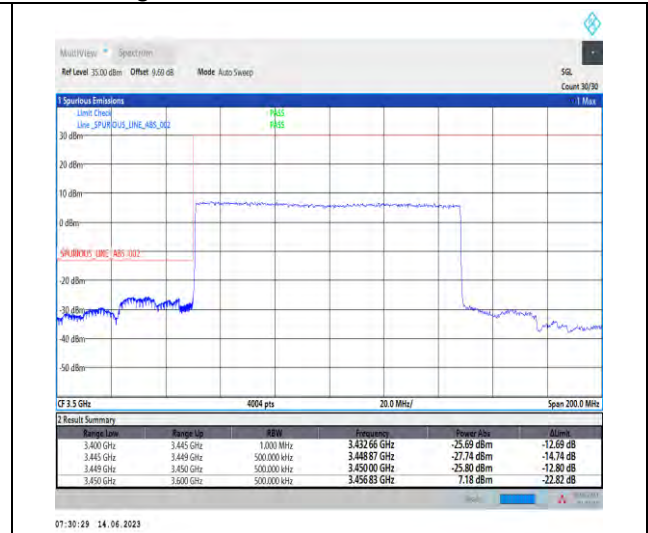 MultiView Spectrum
Ref Level 35.00 dBm Offset 9.60 dB Mode Auto Sweep SGL
Count 30/30
1 Spurious Emissions 1 Max
Limit Check PASS
Line _SPURIOUS_LINE_ABS_002 PASS
30 dBm
20 dBm
10 dBm
0 dBm
_SPURIOUS_LINE_ABS_002
-20 dBm
-30 dBm
-40 dBm
-50 dBm
CF 3.5 GHz 4004 pts 20.0 MHz/ Span 200.0 MHz
2 Result Summary
Range Low Range Up RBW Frequency Power Abs ΔLimit
3.400 GHz 3.445 GHz 1.000 MHz 3.432 66 GHz -25.69 dBm -12.69 dB
3.445 GHz 3.449 GHz 500.000 kHz 3.448 87 GHz -27.74 dBm -14.74 dB
3.449 GHz 3.450 GHz 500.000 kHz 3.450 00 GHz -25.80 dBm -12.80 dB
3.450 GHz 3.600 GHz 500.000 kHz 3.456 83 GHz 7.18 dBm -22.82 dB
07:30:29 14.06.2023